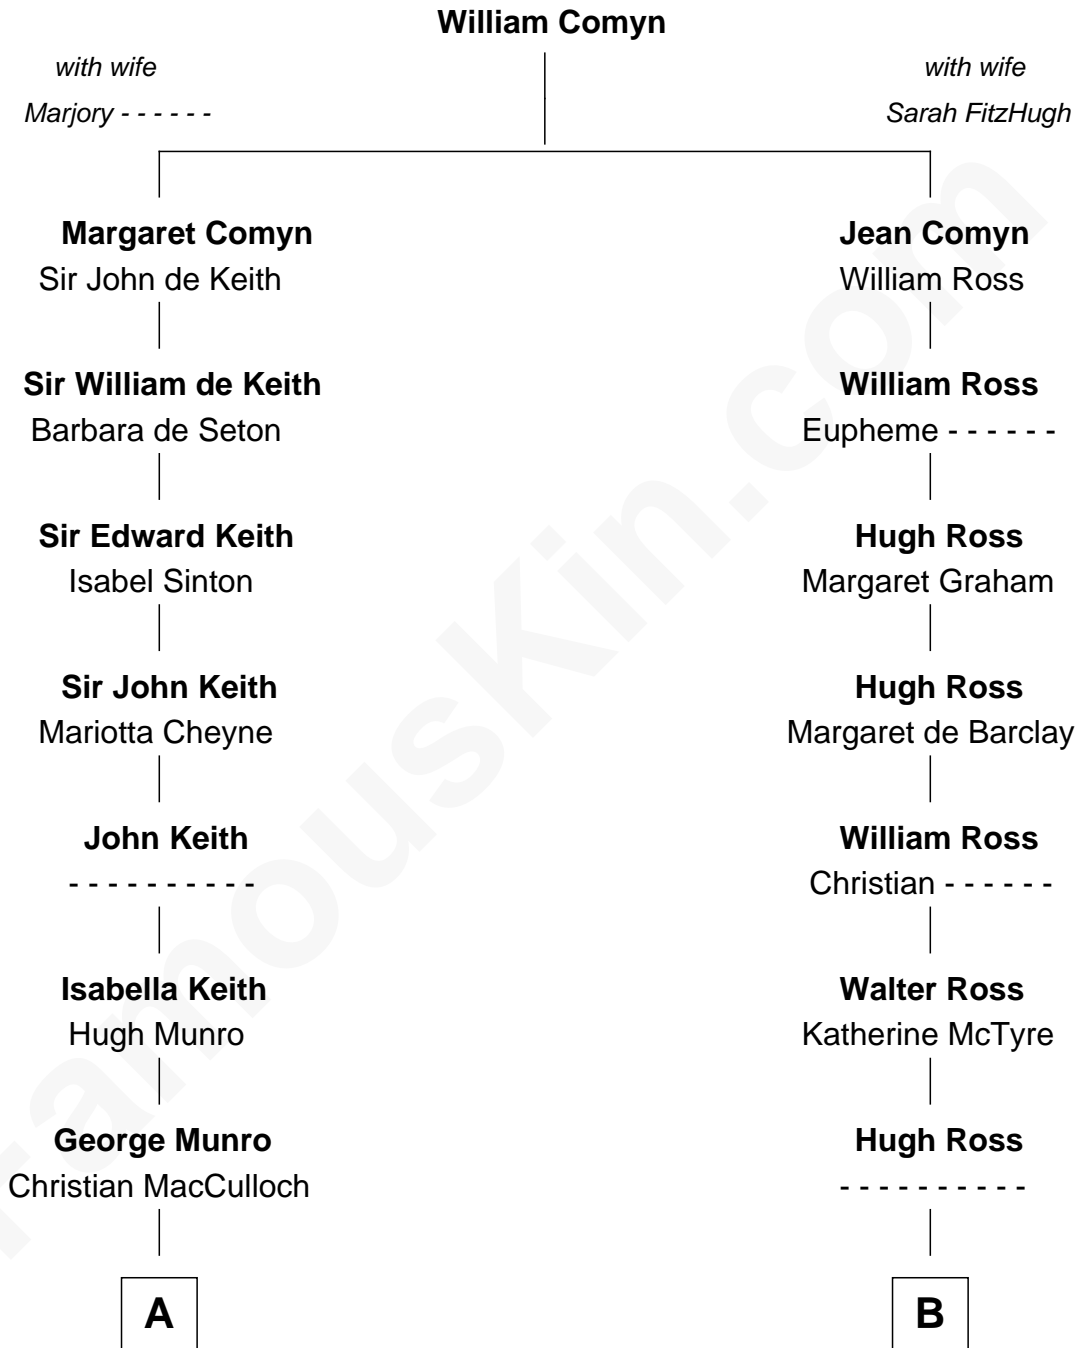 William Comyn
with wife
Marjory - - - - - -
with wife
Sarah FitzHugh
Margaret Comyn
Sir John de Keith
Jean Comyn
William Ross
Sir William de Keith
Barbara de Seton
William Ross
Eupheme - - - - - -
Sir Edward Keith
Isabel Sinton
Hugh Ross
Margaret Graham
Sir John Keith
Mariotta Cheyne
Hugh Ross
Margaret de Barclay
John Keith
- - - - - - - - - -
William Ross
Christian - - - - - -
Isabella Keith
Hugh Munro
Walter Ross
Katherine McTyre
George Munro
Christian MacCulloch
Hugh Ross
- - - - - - - - - -
A
B
famouskin.com